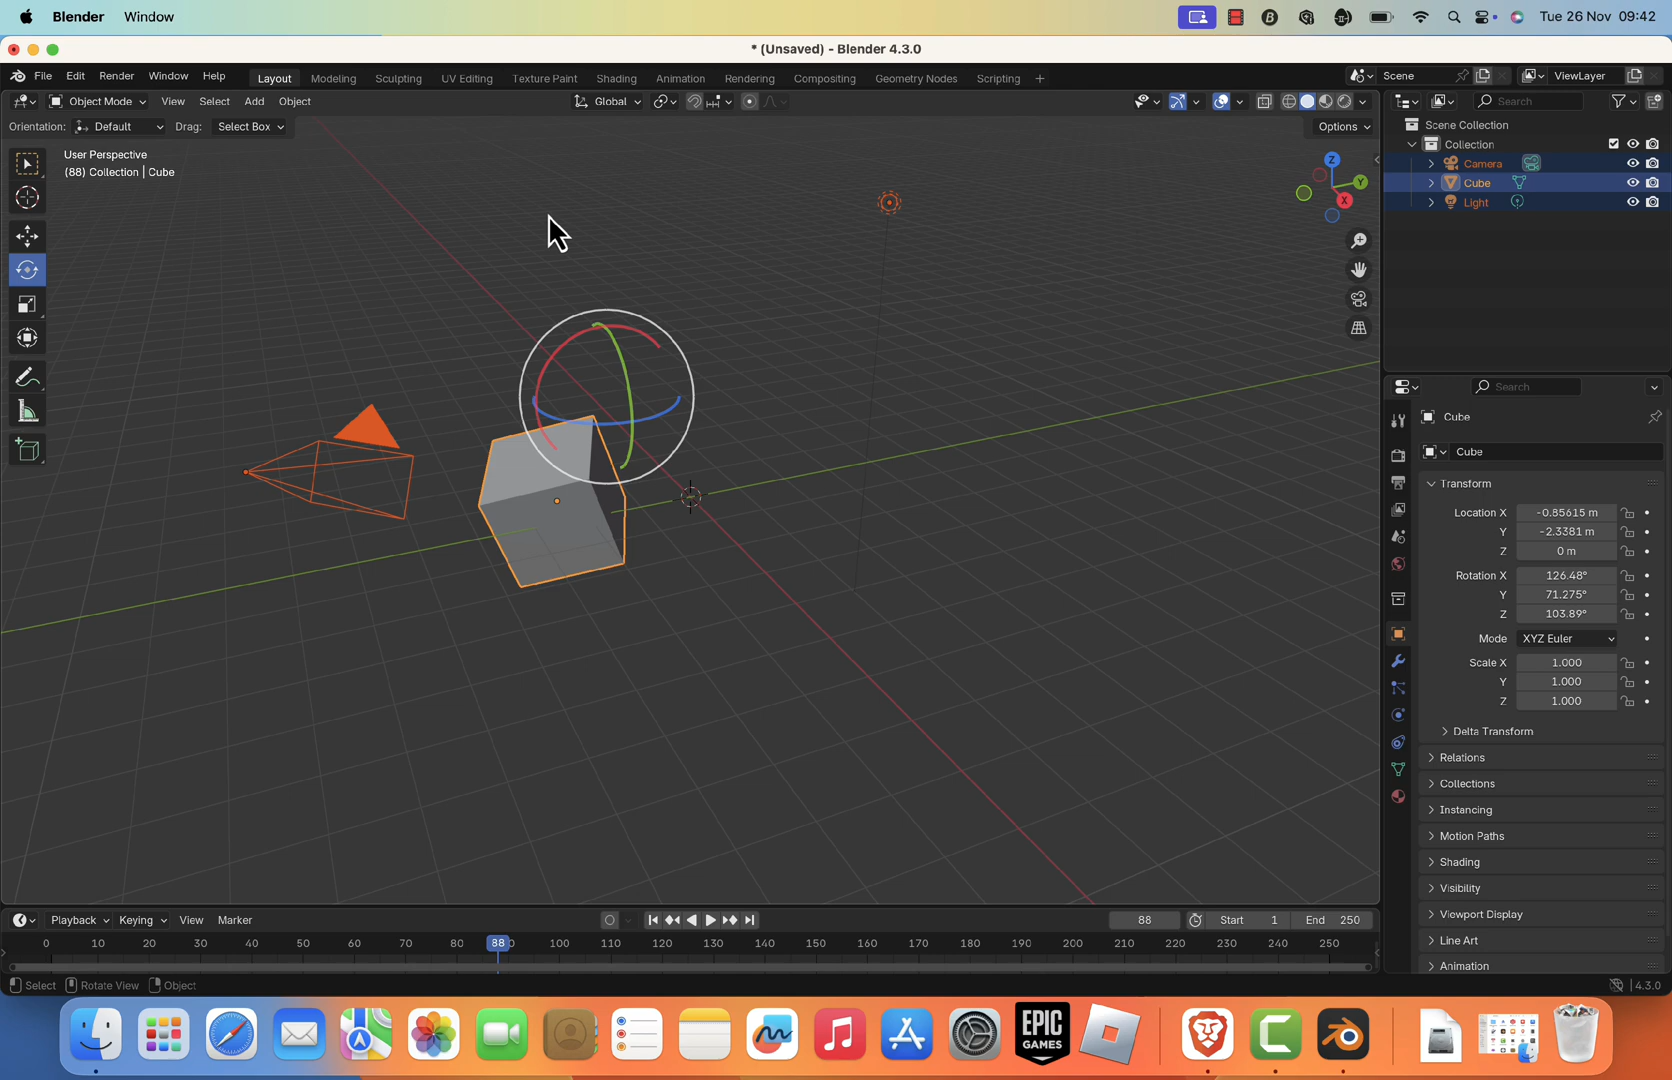 Blender Window Tue 26 Nov 09:42
* (Unsaved) - Blender 4.3.0
File Edit Render Window Help Layout Modeling Sculpting UV Editing Texture Paint Shading Animation Rendering Compositing Geometry Nodes Scripting + Scene ViewLayer
Object Mode View Select Add Object Global Search
Orientation: Default Drag: Select Box Options
Scene Collection
Collection
Camera
Cube
Light
User Perspective
(88) Collection | Cube
Z
Y
X
Search
Cube
Cube
Transform
Location X -0.85615 m
Y -2.3381 m
Z 0 m
Rotation X 126.48°
Y 71.275°
Z 103.89°
Mode XYZ Euler
Scale X 1.000
Y 1.000
Z 1.000
Delta Transform
Relations
Collections
Instancing
Motion Paths
Shading
Visibility
Viewport Display
Line Art
Animation
Playback Keying View Marker 88 Start 1 End 250
0 10 20 30 40 50 60 70 80 88 100 110 120 130 140 150 160 170 180 190 200 210 220 230 240 250
Select Rotate View Object 4.3.0
EPIC
GAMES